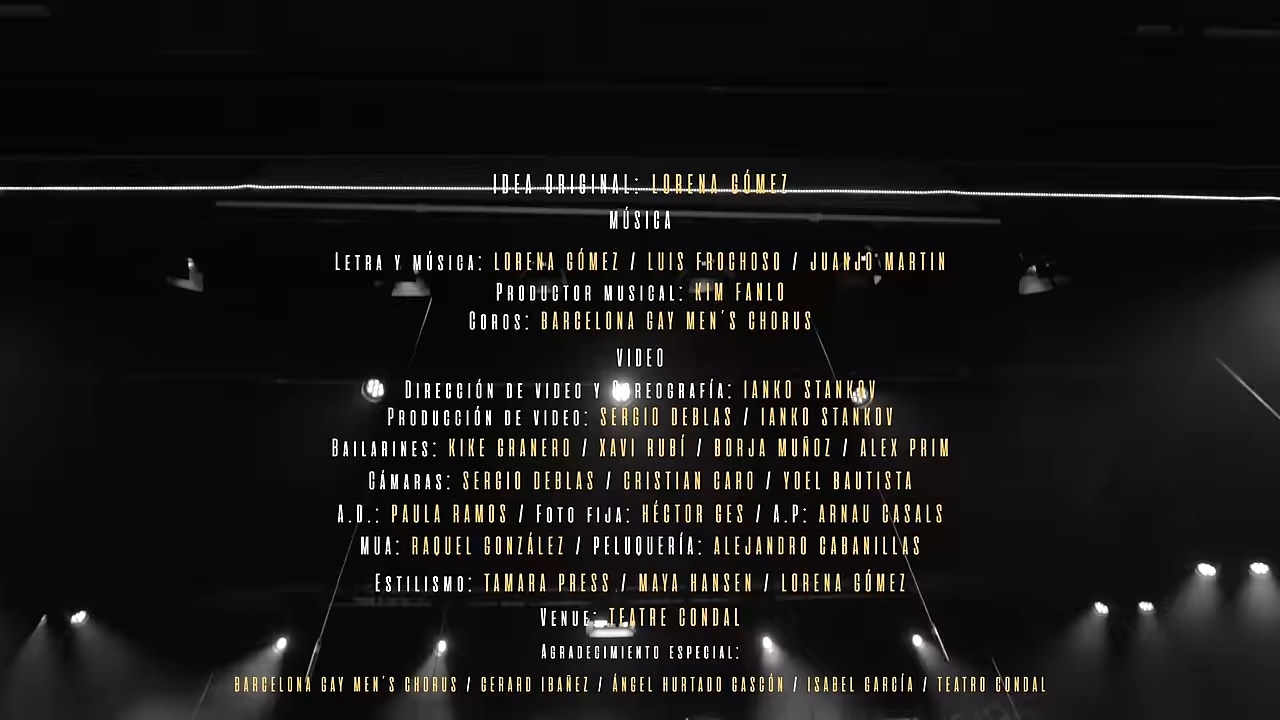 IDEA ORIGINAL: LORENA GÓMEZ
MÚSICA
LETRA Y MÚSICA: LORENA GÓMEZ / LUIS FROCHOSO / JUANJO MARTIN
PRODUCTOR MUSICAL: KIM FANLO
COROS: BARCELONA GAY MEN'S CHORUS
VIDEO
DIRECCIÓN DE VIDEO Y COREOGRAFÍA: IANKO STANKOV
PRODUCCIÓN DE VIDEO: SERGIO DEBLAS / IANKO STANKOV
BAILARINES: KIKE GRANERO / XAVI RUBÍ / BORJA MUÑOZ / ALEX PRIM
CÁMARAS: SERGIO DEBLAS / CRISTIAN CARO / YOEL BAUTISTA
A.D.: PAULA RAMOS / FOTO FIJA: HÉCTOR GES / A.P: ARNAU CASALS
MUA: RAQUEL GONZÁLEZ / PELUQUERÍA: ALEJANDRO CABANILLAS
ESTILISMO: TAMARA PRESS / MAYA HANSEN / LORENA GÓMEZ
VENUE: TEATRE CONDAL
AGRADECIMIENTO ESPECIAL:
BARCELONA GAY MEN'S CHORUS / GERARD IBAÑEZ / ÁNGEL HURTADO GASCÓN / ISABEL GARCÍA / TEATRO CONDAL